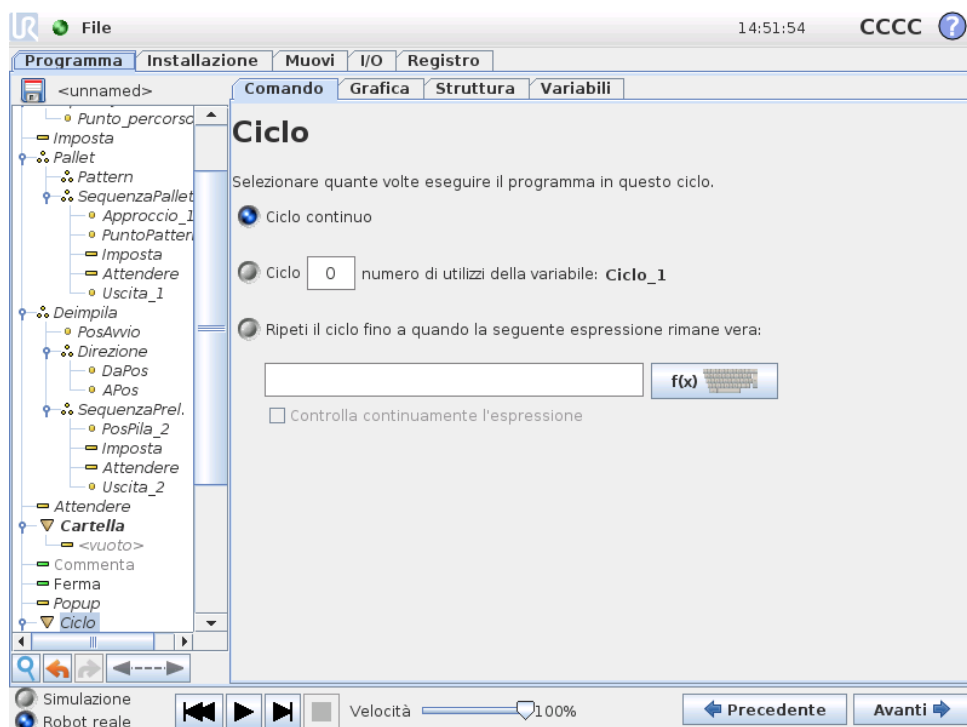 UR File 14:51:54 CCCC ?
Programma Installazione Muovi I/O Registro
<unnamed>
Comando Grafica Struttura Variabili
Punto_percorso
Imposta
Pallet
Pattern
SequenzaPallet
Approccio_1
PuntoPattern
Imposta
Attendere
Uscita_1
Deimpila
PosAvvio
Direzione
DaPos
APos
SequenzaPrel.
PosPila_2
Imposta
Attendere
Uscita_2
Attendere
Cartella
<vuoto>
Commenta
Ferma
Popup
Ciclo
Ciclo
Selezionare quante volte eseguire il programma in questo ciclo.
Ciclo continuo
Ciclo 0 numero di utilizzi della variabile: Ciclo_1
Ripeti il ciclo fino a quando la seguente espressione rimane vera:
f(x)
Controlla continuamente l'espressione
Simulazione
Robot reale
Velocità 100%
Precedente Avanti